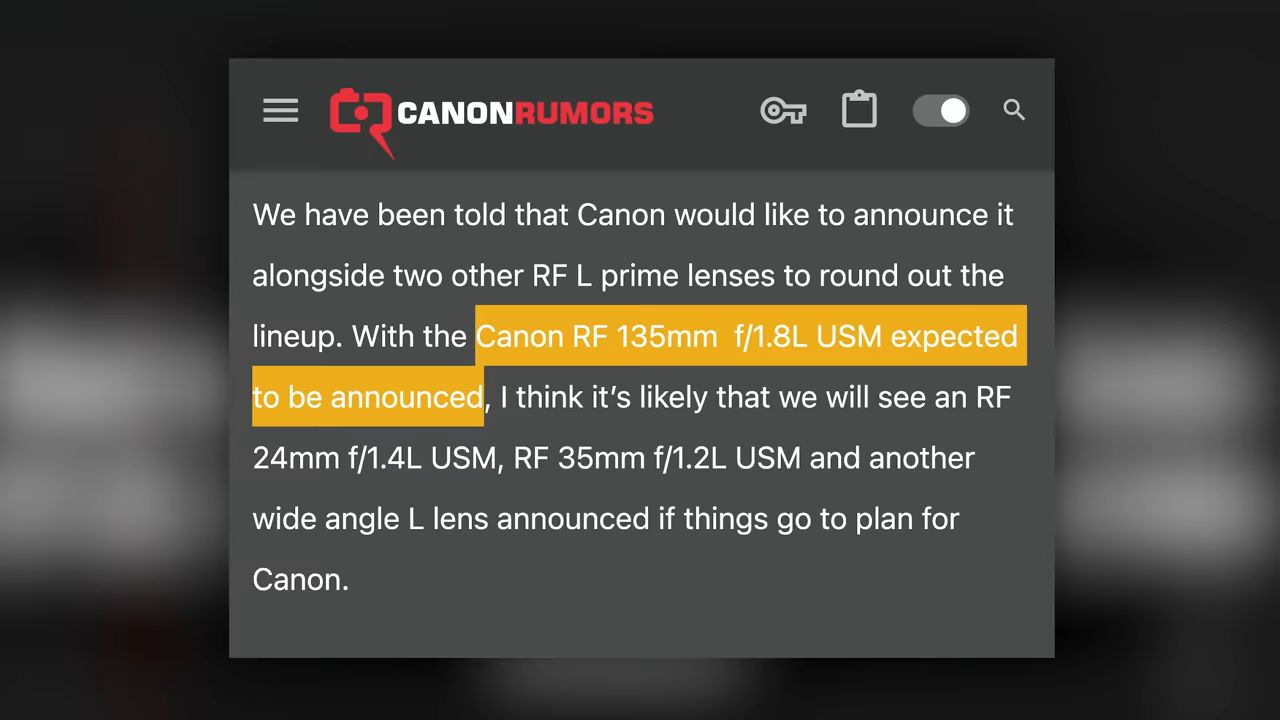 CANONRUMORS
We have been told that Canon would like to announce it
alongside two other RF L prime lenses to round out the
lineup. With the Canon RF 135mm  f/1.8L USM expected
to be announced, I think it’s likely that we will see an RF
24mm f/1.4L USM, RF 35mm f/1.2L USM and another
wide angle L lens announced if things go to plan for
Canon.